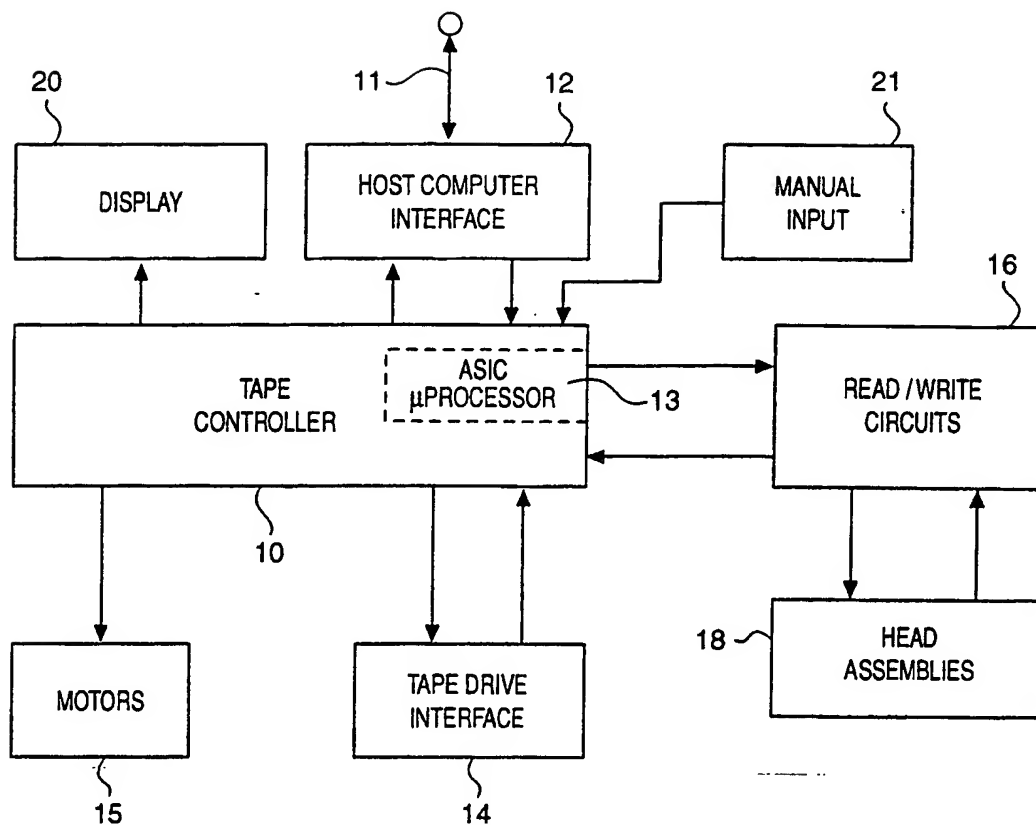 20
11
12
21
DISPLAY
HOST COMPUTER
INTERFACE
MANUAL
INPUT
16
TAPE
CONTROLLER
ASIC
μPROCESSOR
13
READ / WRITE
CIRCUITS
10
18
HEAD
ASSEMBLIES
MOTORS
TAPE DRIVE
INTERFACE
15
14